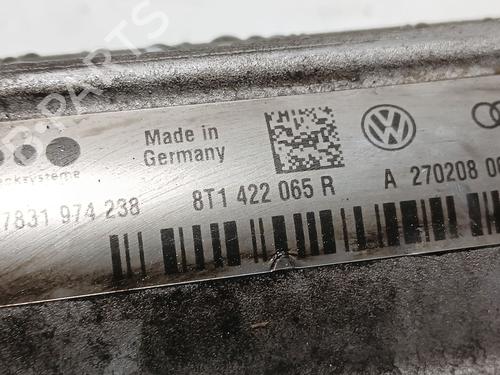 Made in
Germany
7831 974 238
8T1 422 065 R
A 270208